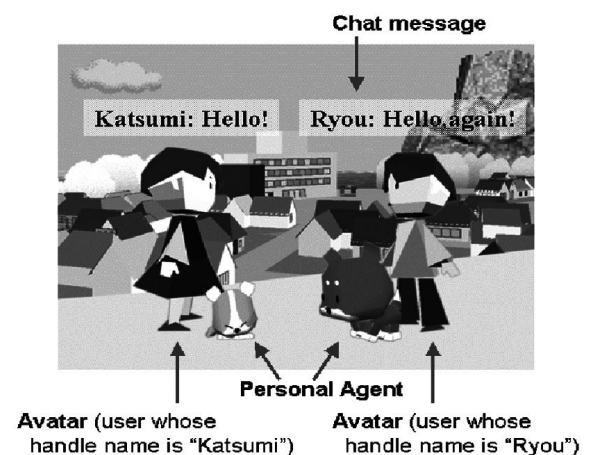 Chat message
Katsumi: Hello!
Ryou: Hello again!
Personal Agent
Avatar (user whose
handle name is “Katsumi”)
Avatar (user whose
handle name is “Ryou”)